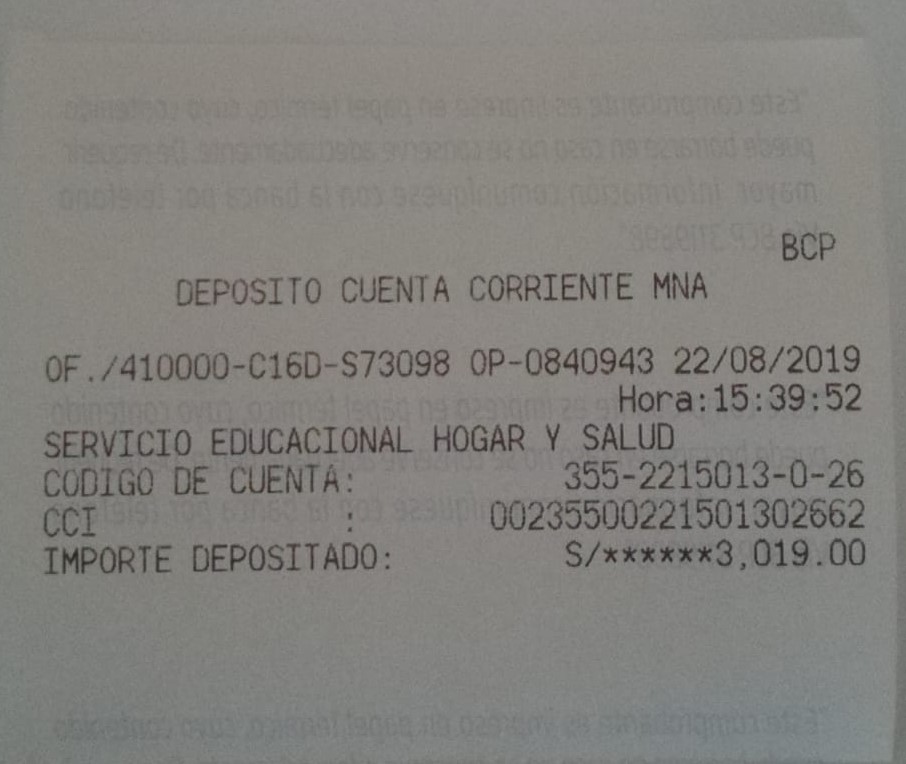 BCP
DEPOSITO CUENTA CORRIENTE MNA
OF./410000-C16D-S73098 OP-0840943 22/08/2019
Hora:15:39:52
SERVICIO EDUCACIONAL HOGAR Y SALUD
CODIGO DE CUENTA: 355-2215013-0-26
CCI : 00235500221501302662
IMPORTE DEPOSITADO: S/******3,019.00